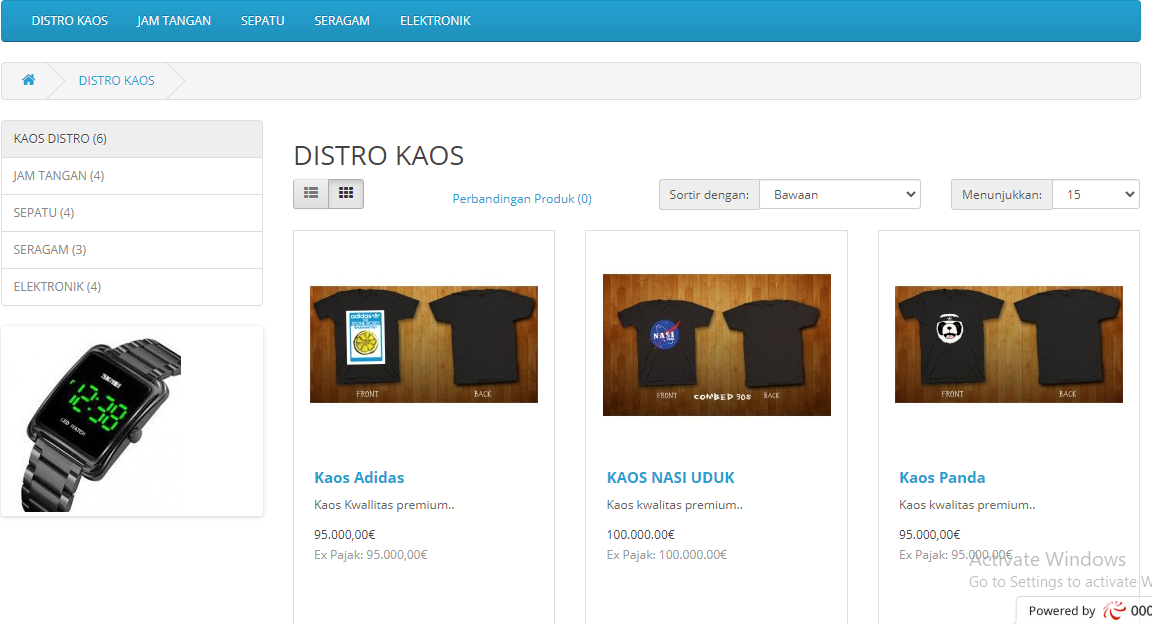 DISTRO KAOS JAM TANGAN SEPATU SERAGAM ELEKTRONIK
DISTRO KAOS
KAOS DISTRO (6)
JAM TANGAN (4)
SEPATU (4)
SERAGAM (3)
ELEKTRONIK (4)
SKMEI
12:38
LED WATCH
DISTRO KAOS
Perbandingan Produk (0)
Sortir dengan: Bawaan
Menunjukkan: 15
adidas
FRONT BACK
NASI
FRONT COMBED 30S BACK
FRONT BACK
Kaos Adidas
Kaos Kwallitas premium..
95.000,00€
Ex Pajak: 95.000,00€
KAOS NASI UDUK
Kaos kwalitas premium..
100.000.00€
Ex Pajak: 100.000.00€
Kaos Panda
Kaos kwalitas premium..
95.000,00€
Ex Pajak: 95.000,00€
Activate Windows
Go to Settings to activate W
Powered by 000